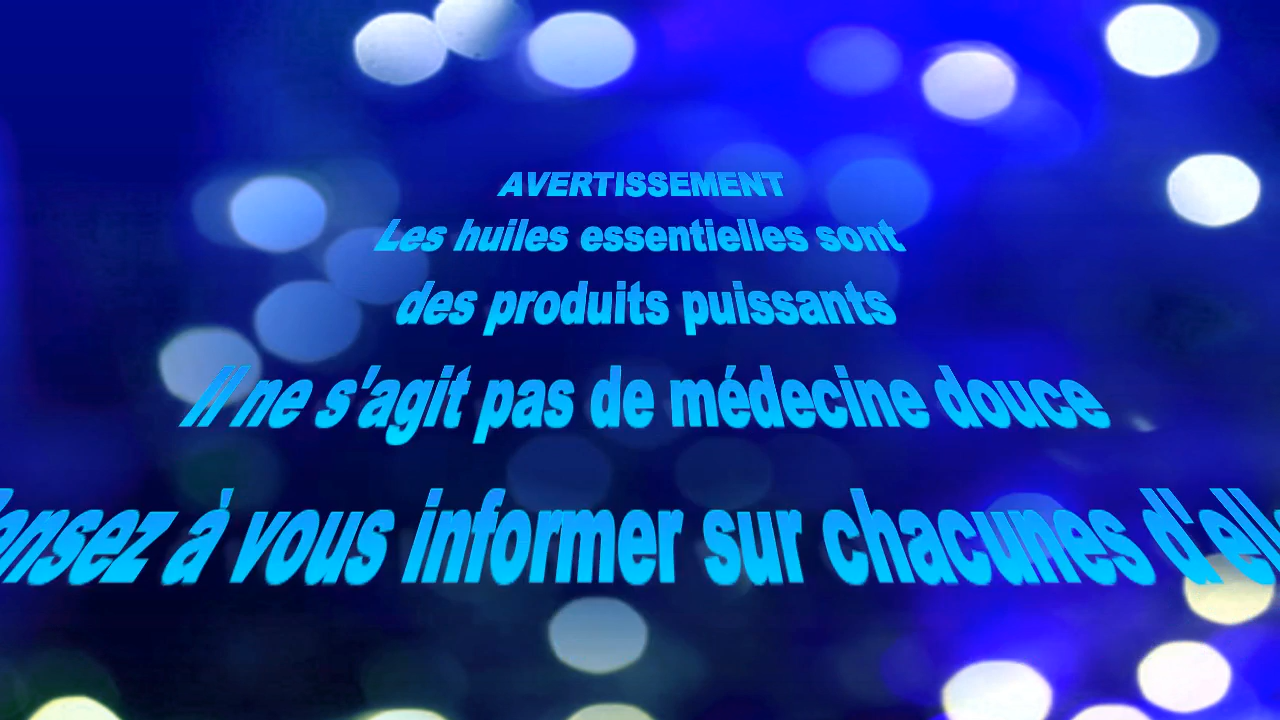 AVERTISSEMENT
Les huiles essentielles sont
des produits puissants
Il ne s'agit pas de médecine douce
à vous informer sur chacunes